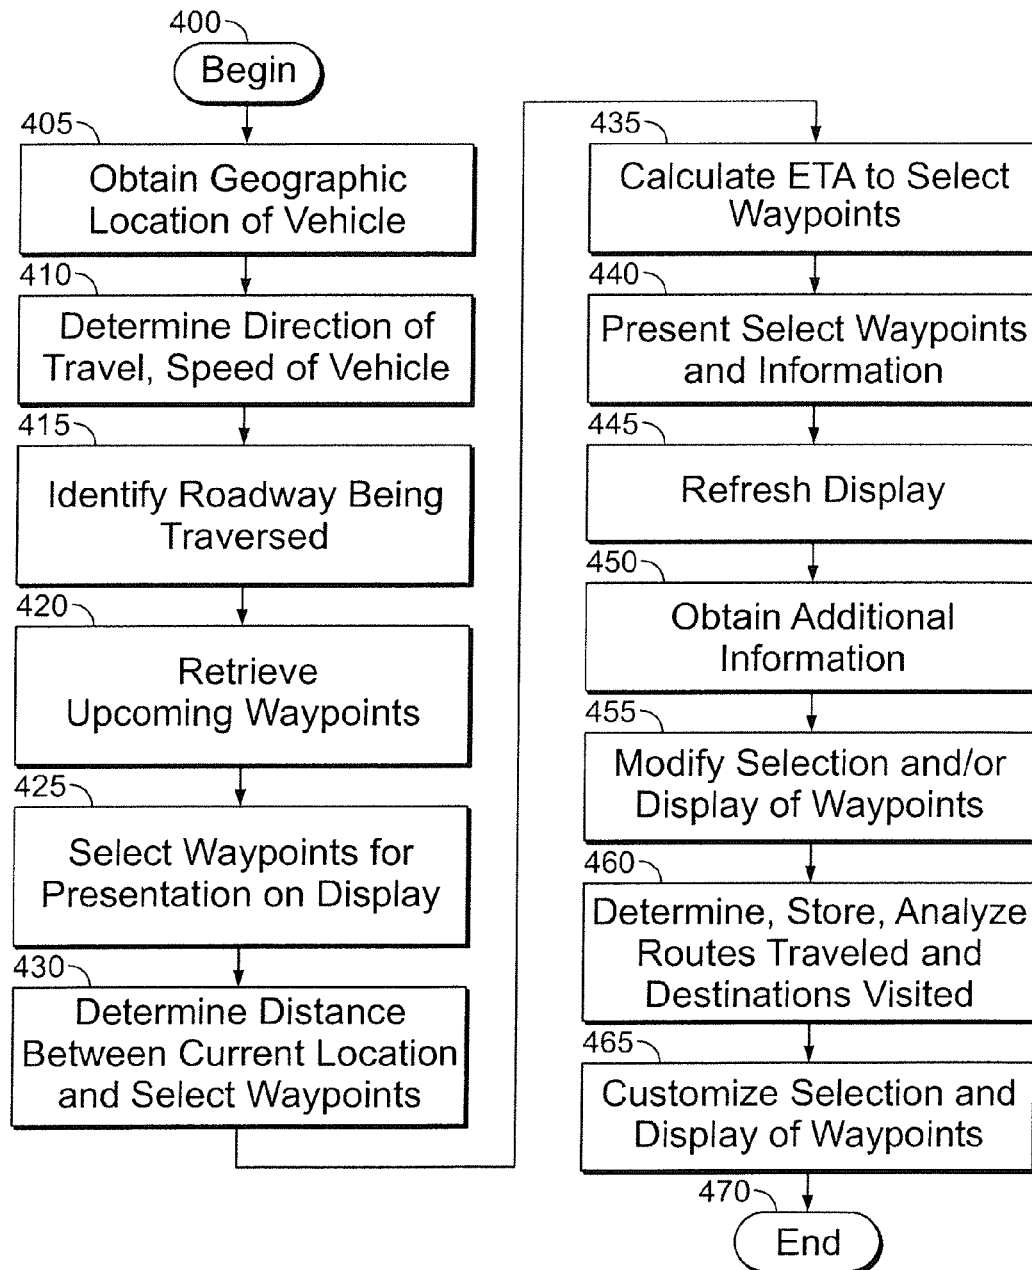 400
Begin
405
Obtain Geographic
Location of Vehicle
410
Determine Direction of
Travel, Speed of Vehicle
415
Identify Roadway Being
Traversed
420
Retrieve
Upcoming Waypoints
425
Select Waypoints for
Presentation on Display
430
Determine Distance
Between Current Location
and Select Waypoints
435
Calculate ETA to Select
Waypoints
440
Present Select Waypoints
and Information
445
Refresh Display
450
Obtain Additional
Information
455
Modify Selection and/or
Display of Waypoints
460
Determine, Store, Analyze
Routes Traveled and
Destinations Visited
465
Customize Selection and
Display of Waypoints
470
End